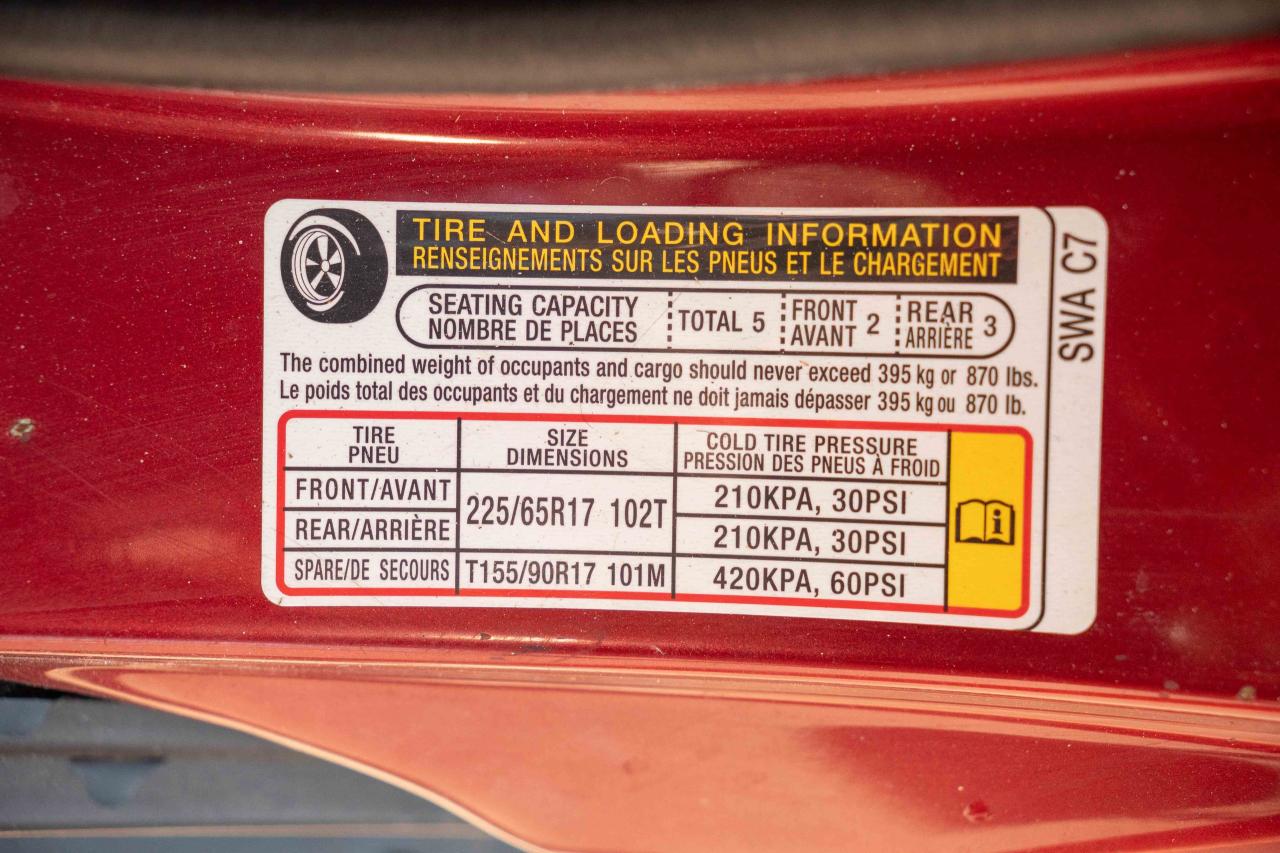 TIRE AND LOADING INFORMATION
RENSEIGNEMENTS SUR LES PNEUS ET LE CHARGEMENT
SEATING CAPACITY
NOMBRE DE PLACES
TOTAL 5
FRONT
AVANT 2
REAR
ARRIÈRE 3
The combined weight of occupants and cargo should never exceed 395 kg or 870 lbs.
Le poids total des occupants et du chargement ne doit jamais dépasser 395 kg ou 870 lb.
TIRE
PNEU
SIZE
DIMENSIONS
COLD TIRE PRESSURE
PRESSION DES PNEUS À FROID
FRONT/AVANT
225/65R17 102T
210KPA, 30PSI
REAR/ARRIÈRE
210KPA, 30PSI
SPARE/DE SECOURS
T155/90R17 101M
420KPA, 60PSI
SWA C7